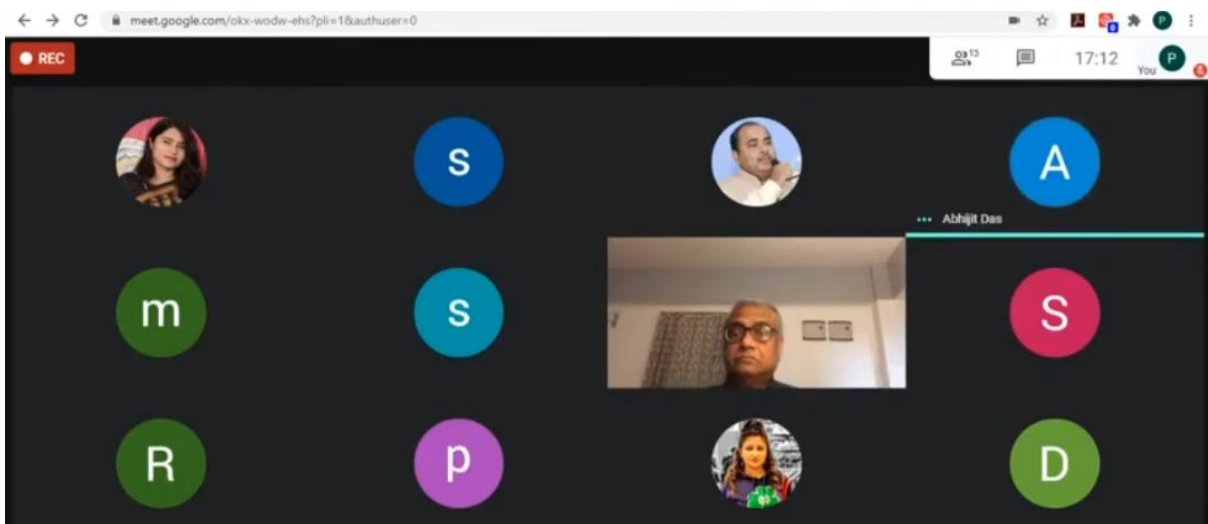 meet.google.com/okx-wodw-ehs?pli=1&authuser=0
P
REC
13
17:12
You
P
S
A
Abhijit Das
m
S
S
R
p
D